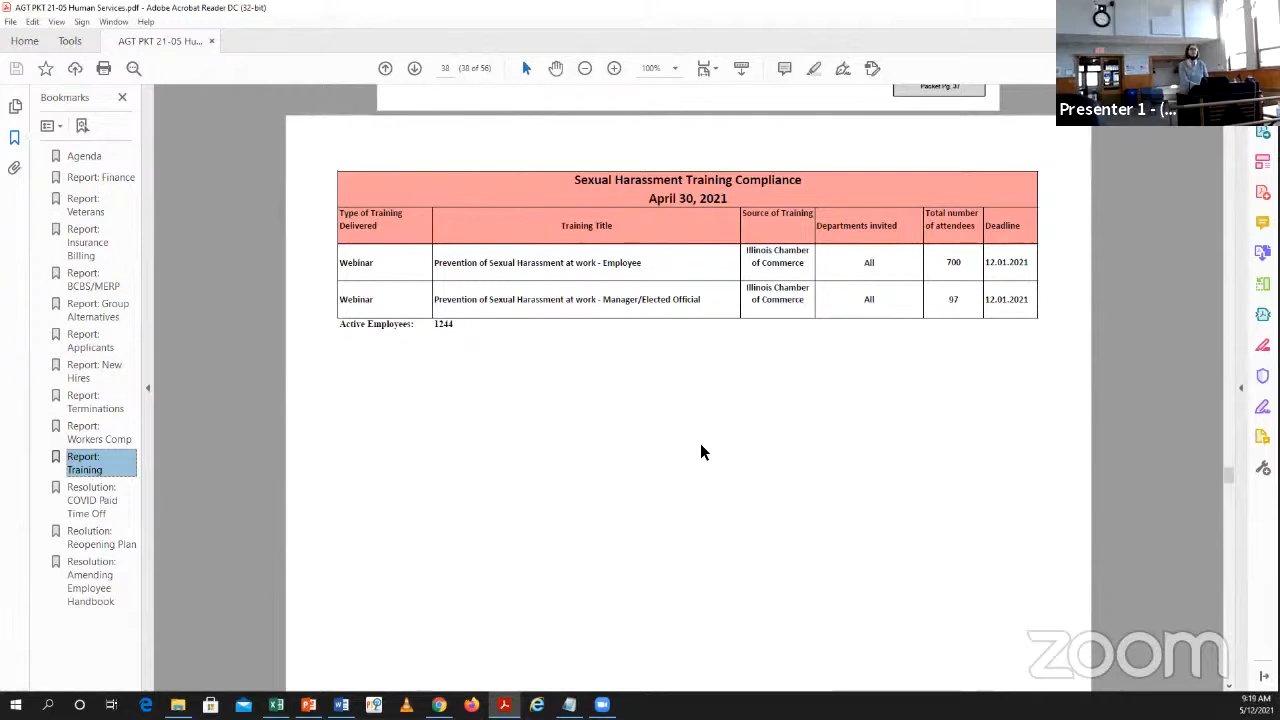 AGT PKT 21-05 Human Services.pdf - Adobe Acrobat Reader DC (32-bit)
File Edit View Sign Window Help
Home Tools AGT PKT 21-05 Hu... ×
38 (38 of 56) 100%
Bookmarks
Agenda
Report: Finance
Report:
Veterans
Report:
Insurance
Billing
Report:
BCBS/MERP
Report: Group
Alternatives
Report:
Applicants
Report: New
Hires
Report:
Terminations
Report:
Workers Comp
Report:
Training
Resolution:
COVID Paid
Time Off
Reolution:
Reopening Plan
Resolution:
Amending
Employee
Handbook
Packet Pg. 37
Sexual Harassment Training Compliance
April 30, 2021
Type of Training Delivered Training Title Source of Training Departments invited Total number of attendees Deadline
Webinar Prevention of Sexual Harassment at work - Employee Illinois Chamber of Commerce All 700 12.01.2021
Webinar Prevention of Sexual Harassment at work - Manager/Elected Official Illinois Chamber of Commerce All 97 12.01.2021
Active Employees: 1244
Presenter 1 - (...
zoom
9:19 AM
5/12/2021